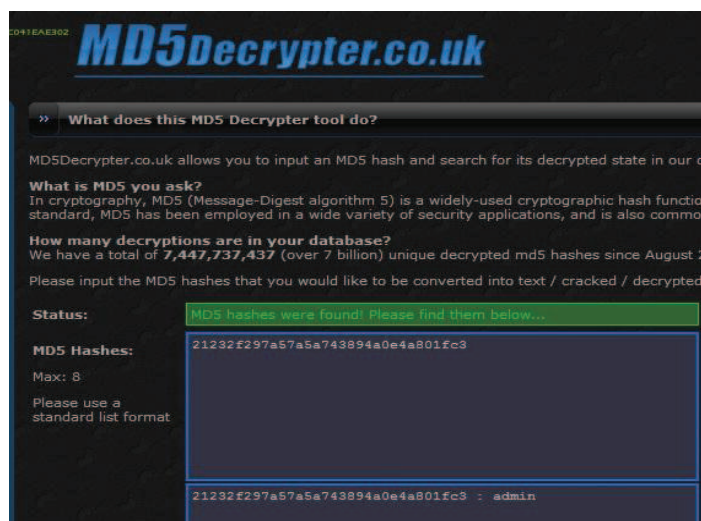 C041EAE302
MD5Decrypter.co.uk
» What does this MD5 Decrypter tool do?
MD5Decrypter.co.uk allows you to input an MD5 hash and search for its decrypted state in our
What is MD5 you ask?
In cryptography, MD5 (Message-Digest algorithm 5) is a widely-used cryptographic hash functio
standard, MD5 has been employed in a wide variety of security applications, and is also commo
How many decryptions are in your database?
We have a total of 7,447,737,437 (over 7 billion) unique decrypted md5 hashes since August 2
Please input the MD5 hashes that you would like to be converted into text / cracked / decrypted
Status:
MD5 hashes were found! Please find them below...
MD5 Hashes:
21232f297a57a5a743894a0e4a801fc3
Max: 8
Please use a
standard list format
21232f297a57a5a743894a0e4a801fc3 : admin